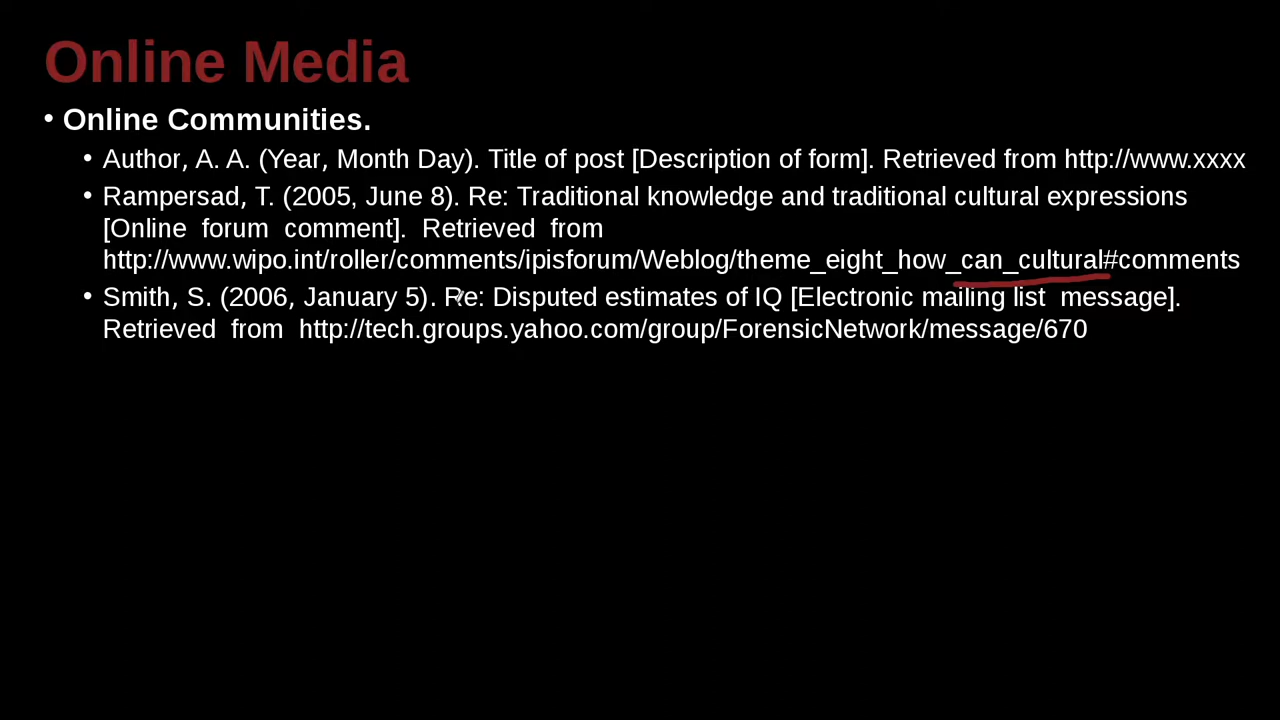 Online Media
• Online Communities.
• Author, A. A. (Year, Month Day). Title of post [Description of form]. Retrieved from http://www.xxxx
• Rampersad, T. (2005, June 8). Re: Traditional knowledge and traditional cultural expressions
[Online forum comment]. Retrieved from
http://www.wipo.int/roller/comments/ipisforum/Weblog/theme_eight_how_can_cultural#comments
• Smith, S. (2006, January 5). Re: Disputed estimates of IQ [Electronic mailing list message].
Retrieved from http://tech.groups.yahoo.com/group/ForensicNetwork/message/670